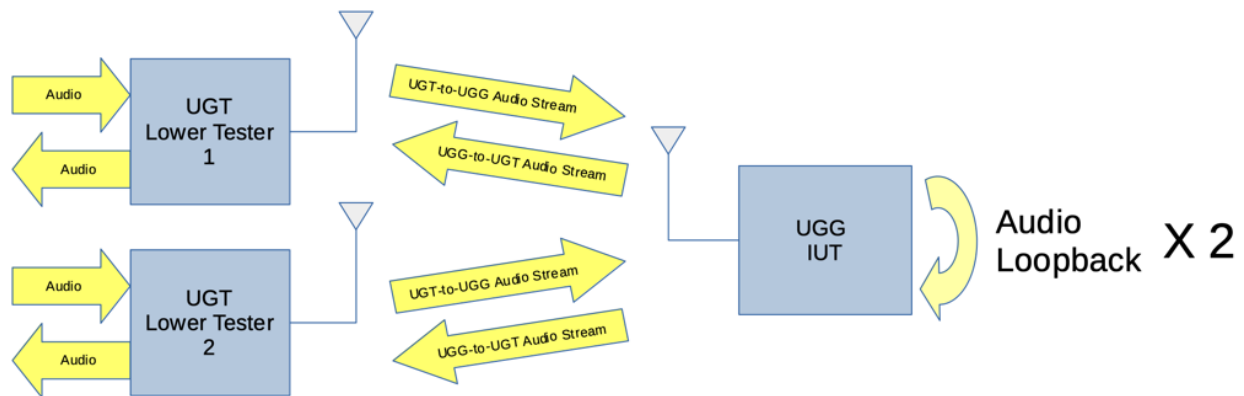 Audio
UGT
Lower Tester
1
Audio
UGT-to-UGG Audio Stream
UGG-to-UGT Audio Stream
Audio
UGT
Lower Tester
2
Audio
UGT-to-UGG Audio Stream
UGG-to-UGT Audio Stream
UGG
IUT
Audio
Loopback
X 2